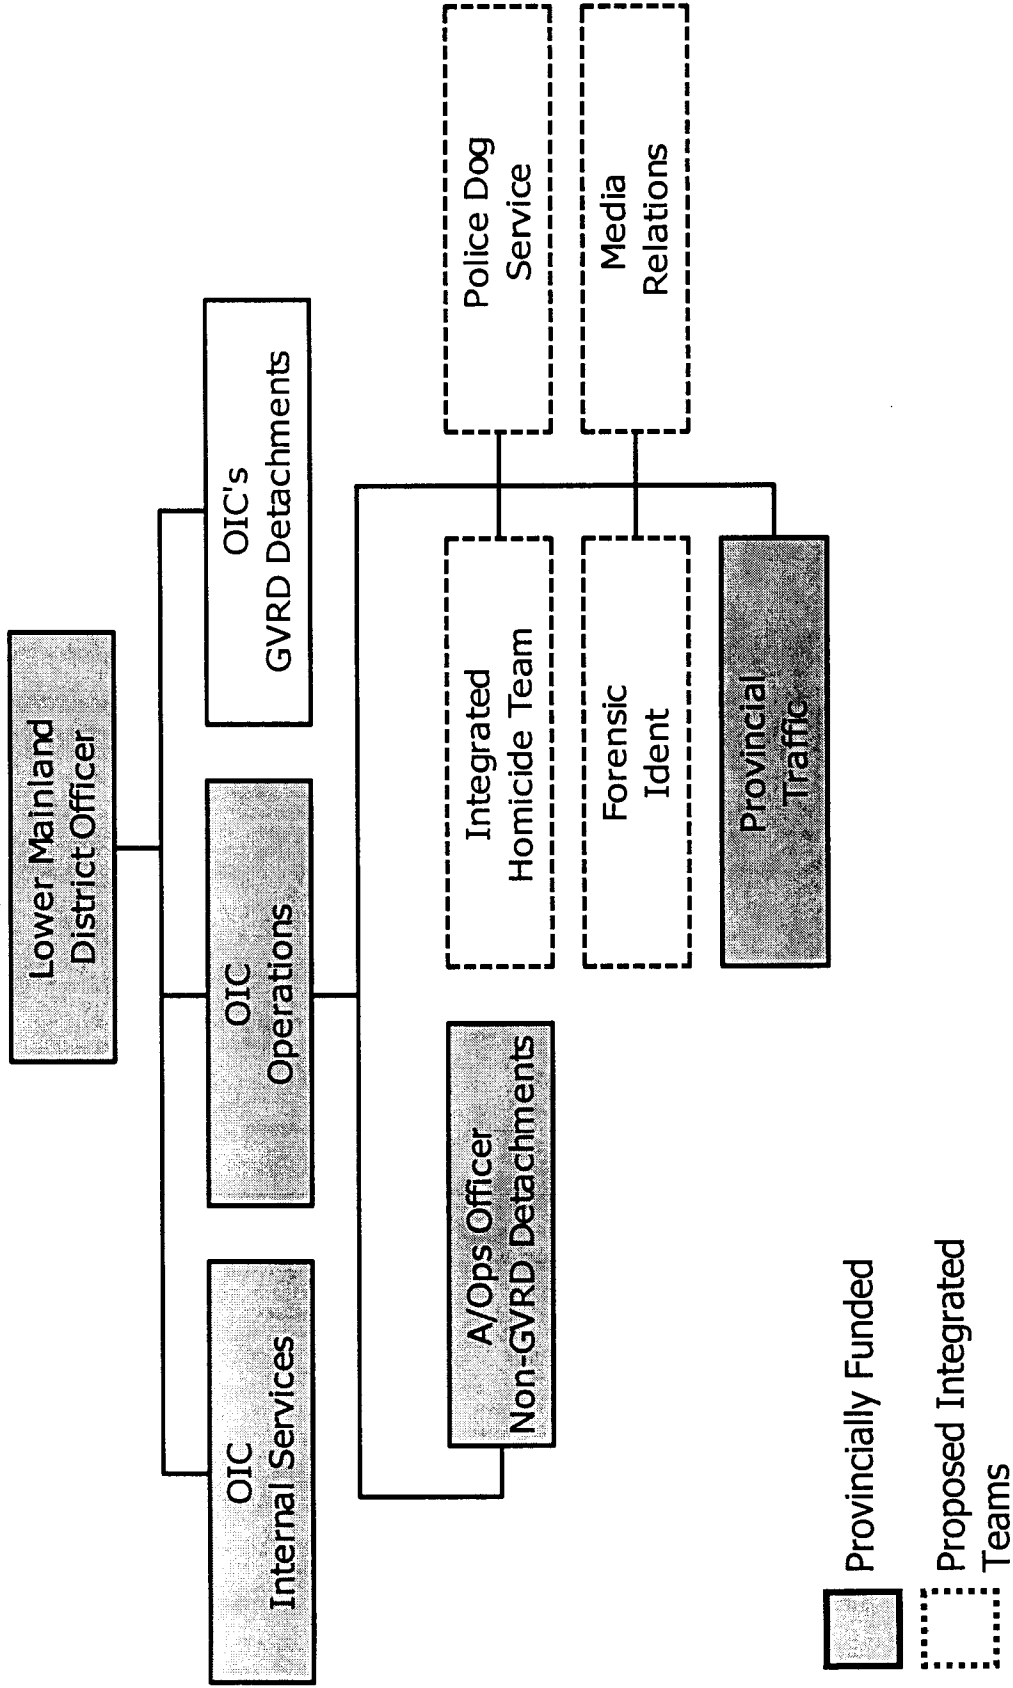 Lower Mainland
District Officer
OIC
Internal Services
OIC
Operations
OIC's
GVRD Detachments
A/Ops Officer
Non-GVRD Detachments
Integrated
Homicide Team
Police Dog
Service
Forensic
Ident
Media
Relations
Provincial
Traffic
Provincially Funded
Proposed Integrated
Teams